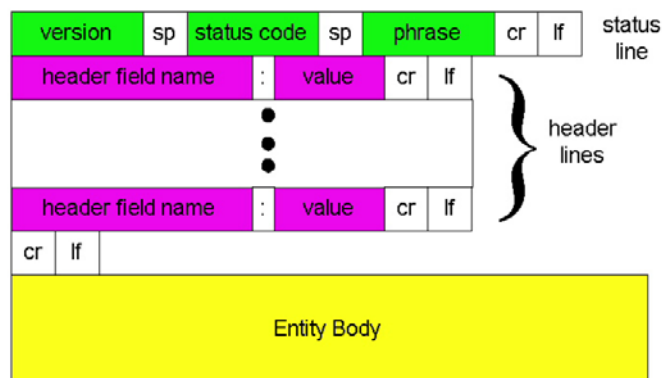 version sp status code sp phrase cr lf status line
header field name : value cr lf
header lines
header field name : value cr lf
cr lf
Entity Body